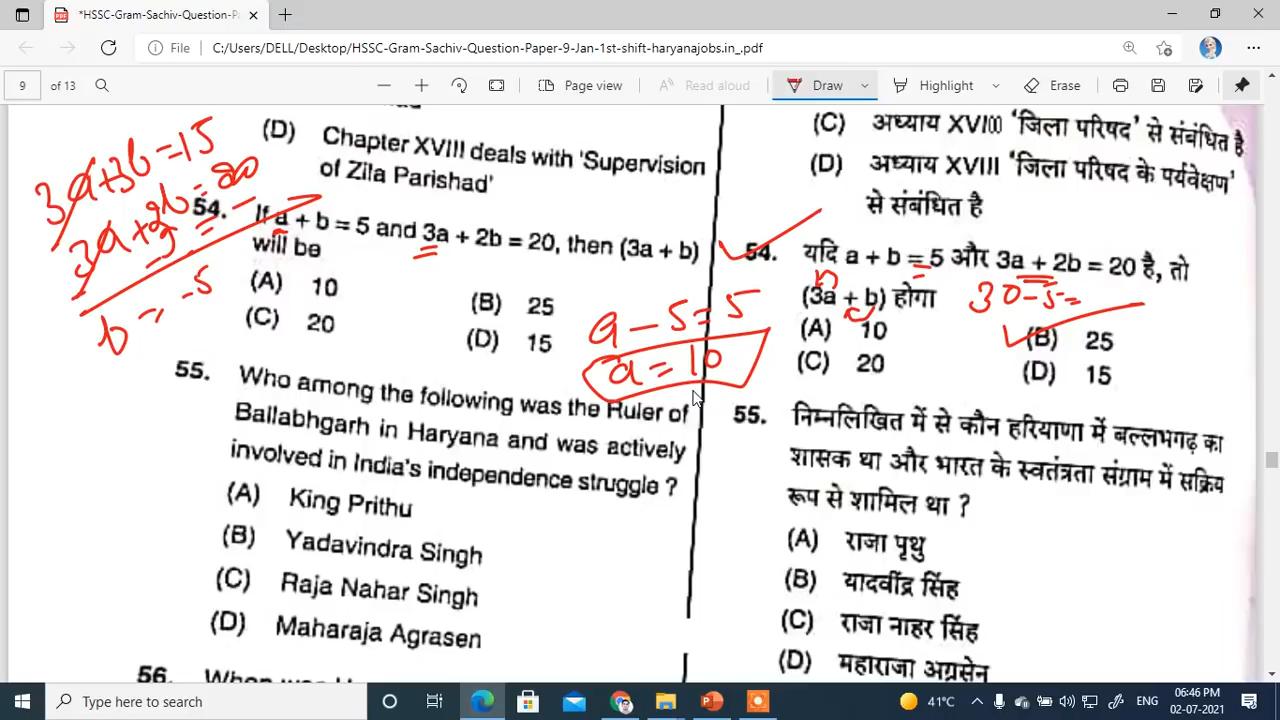 *HSSC-Gram-Sachiv-Question-Pa
File C:/Users/DELL/Desktop/HSSC-Gram-Sachiv-Question-Paper-9-Jan-1st-shift-haryanajobs.in_.pdf
9 of 13 Page view Read aloud Draw Highlight Erase
(D) Chapter XVIII deals with 'Supervision
of Zila Parishad'
3a+3b=15
3a+2b=20
b = -5
54. If a + b = 5 and 3a + 2b = 20, then (3a + b)
will be
(A) 10
(B) 25
(C) 20
(D) 15
a - 5 = 5
a = 10
55. Who among the following was the Ruler of
Ballabhgarh in Haryana and was actively
involved in India's independence struggle ?
(A) King Prithu
(B) Yadavindra Singh
(C) Raja Nahar Singh
(D) Maharaja Agrasen
56.
(C) अध्याय XVIII 'जिला परिषद' से संबंधित है
(D) अध्याय XVIII 'जिला परिषद के पर्यवेक्षण'
से संबंधित है
54. यदि a + b = 5 और 3a + 2b = 20 है, तो
(3a + b) होगा
30-5=
(A) 10
(B) 25
(C) 20
(D) 15
55. निम्नलिखित में से कौन हरियाणा में बल्लभगढ़ का
शासक था और भारत के स्वतंत्रता संग्राम में सक्रिय
रूप से शामिल था ?
(A) राजा पृथु
(B) यादवींद्र सिंह
(C) राजा नाहर सिंह
(D) महाराजा अग्रसेन
Type here to search
41°C ENG 06:46 PM
02-07-2021